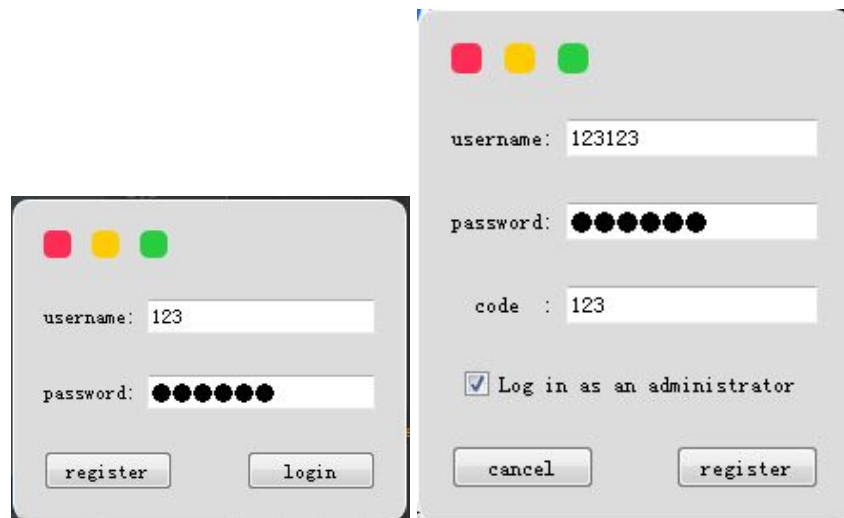 username: 123
password: ●●●●●●
register login
username: 123123
password: ●●●●●●
code : 123
Log in as an administrator
cancel register